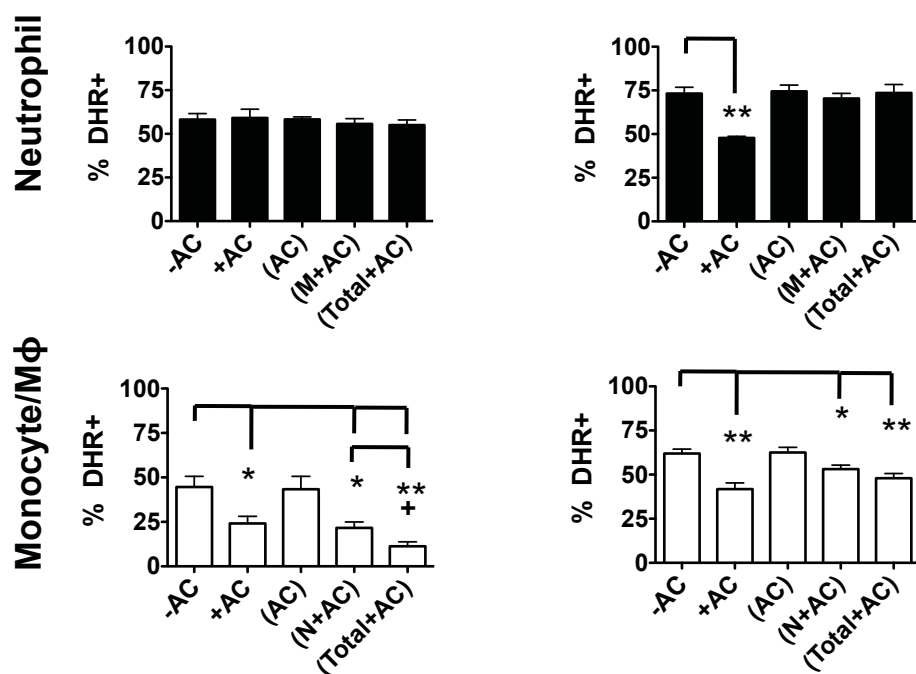 Neutrophil
% DHR+
100
75
50
25
0
-AC
+AC
(AC)
(M+AC)
(Total+AC)
% DHR+
100
75
50
25
0
**
-AC
+AC
(AC)
(M+AC)
(Total+AC)
Monocyte/Mϕ
% DHR+
100
75
50
25
0
*
*
**
+
-AC
+AC
(AC)
(N+AC)
(Total+AC)
% DHR+
100
75
50
25
0
**
*
**
-AC
+AC
(AC)
(N+AC)
(Total+AC)